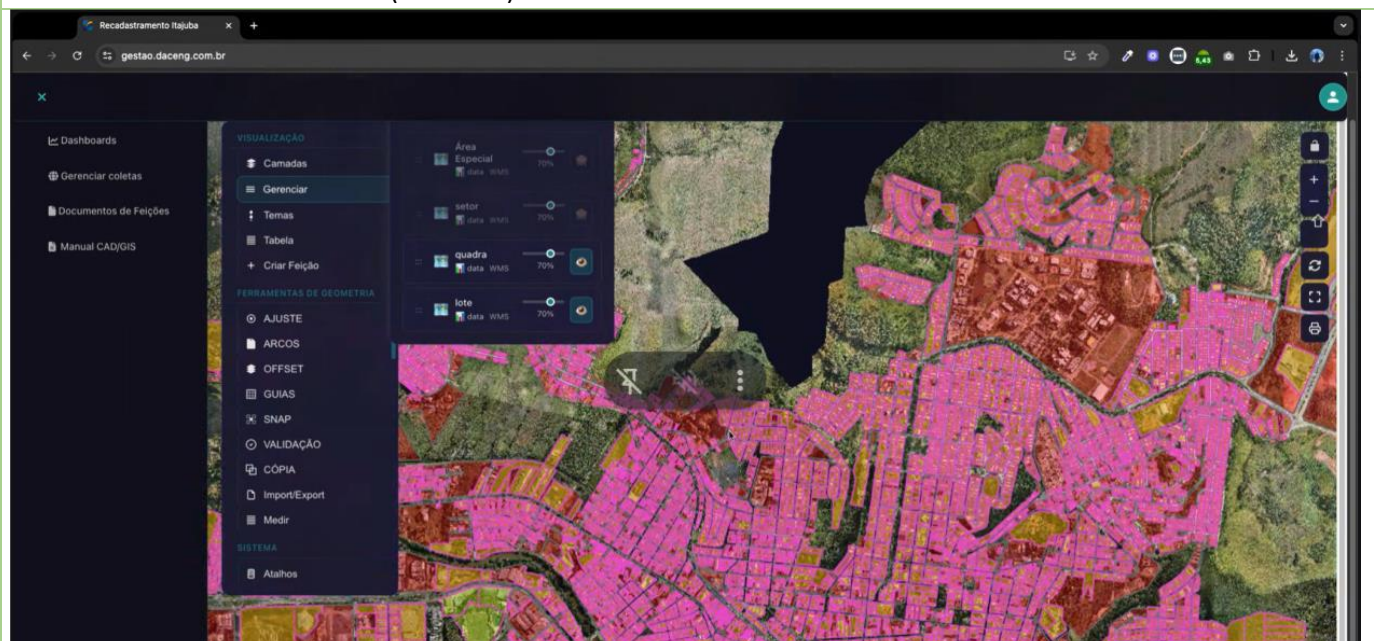 Recadastramento Itajuba
gestao.daceng.com.br
5,43
Dashboards
Gerenciar coletas
Documentos de Feições
Manual CAD/GIS
VISUALIZAÇÃO
Camadas
Gerenciar
Temas
Tabela
Criar Feição
FERRAMENTAS DE GEOMETRIA
AJUSTE
ARCOS
OFFSET
GUIAS
SNAP
VALIDAÇÃO
CÓPIA
Import/Export
Medir
SISTEMA
Atalhos
Área
Especial
data WMS
70%
setor
data WMS
70%
quadra
data WMS
70%
lote
data WMS
70%